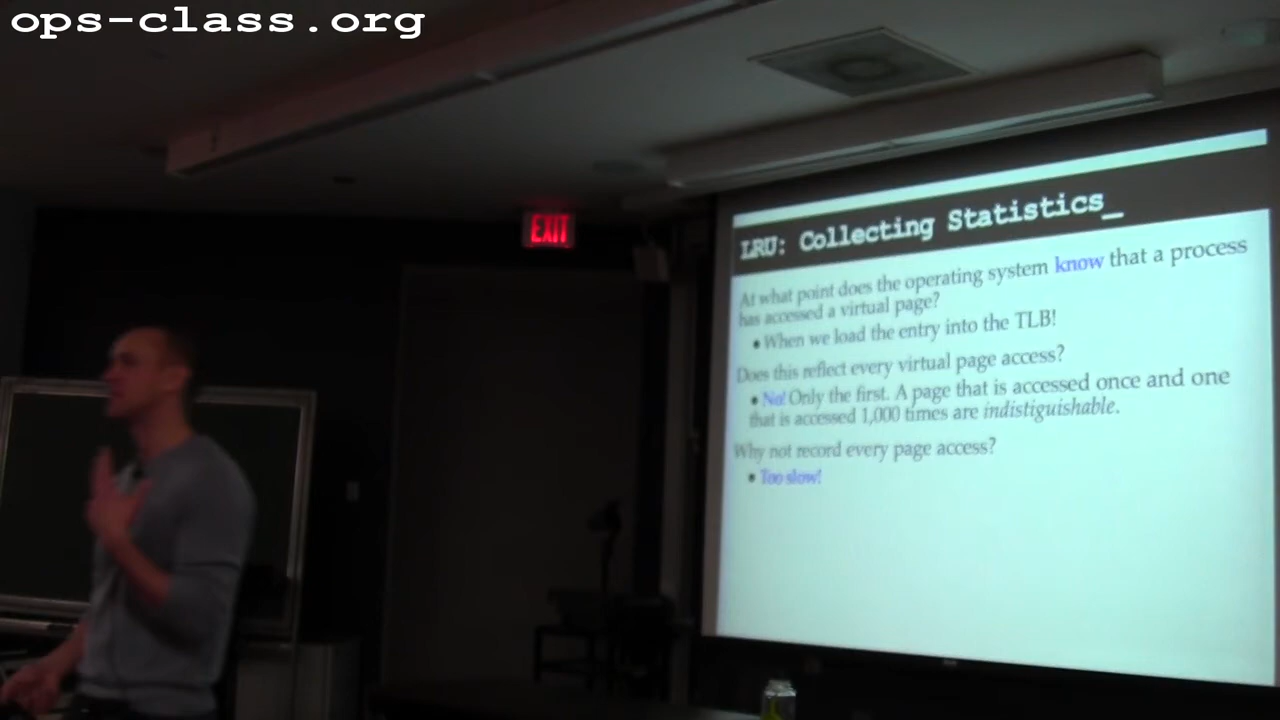 ops-class.org
EXIT
LRU: Collecting Statistics_
At what point does the operating system know that a process
has accessed a virtual page?
• When we load the entry into the TLB!
Does this reflect every virtual page access?
• No! Only the first. A page that is accessed once and one
that is accessed 1,000 times are indistiguishable.
Why not record every page access?
• Too slow!